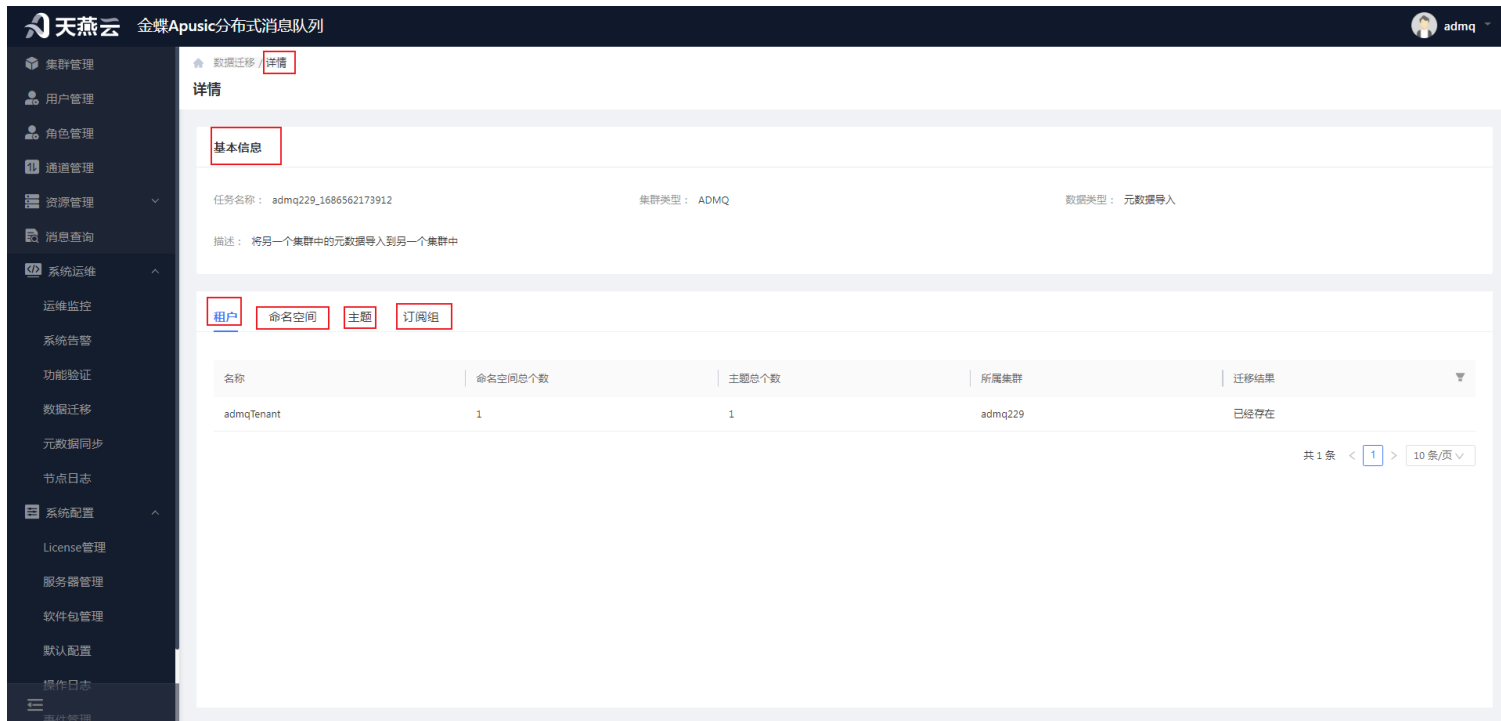 天燕云 金蝶Apusic分布式消息队列 admq
集群管理
用户管理
角色管理
通道管理
资源管理
消息查询
系统运维
运维监控
系统告警
功能验证
数据迁移
元数据同步
节点日志
系统配置
License管理
服务器管理
软件包管理
默认配置
操作日志
事件管理
数据迁移 / 详情
详情
基本信息
任务名称： admq229_1686562173912 集群类型： ADMQ 数据类型： 元数据导入
描述： 将另一个集群中的元数据导入到另一个集群中
租户 命名空间 主题 订阅组
名称 命名空间总个数 主题总个数 所属集群 迁移结果
admqTenant 1 1 admq229 已经存在
共 1 条 < 1 > 10 条/页